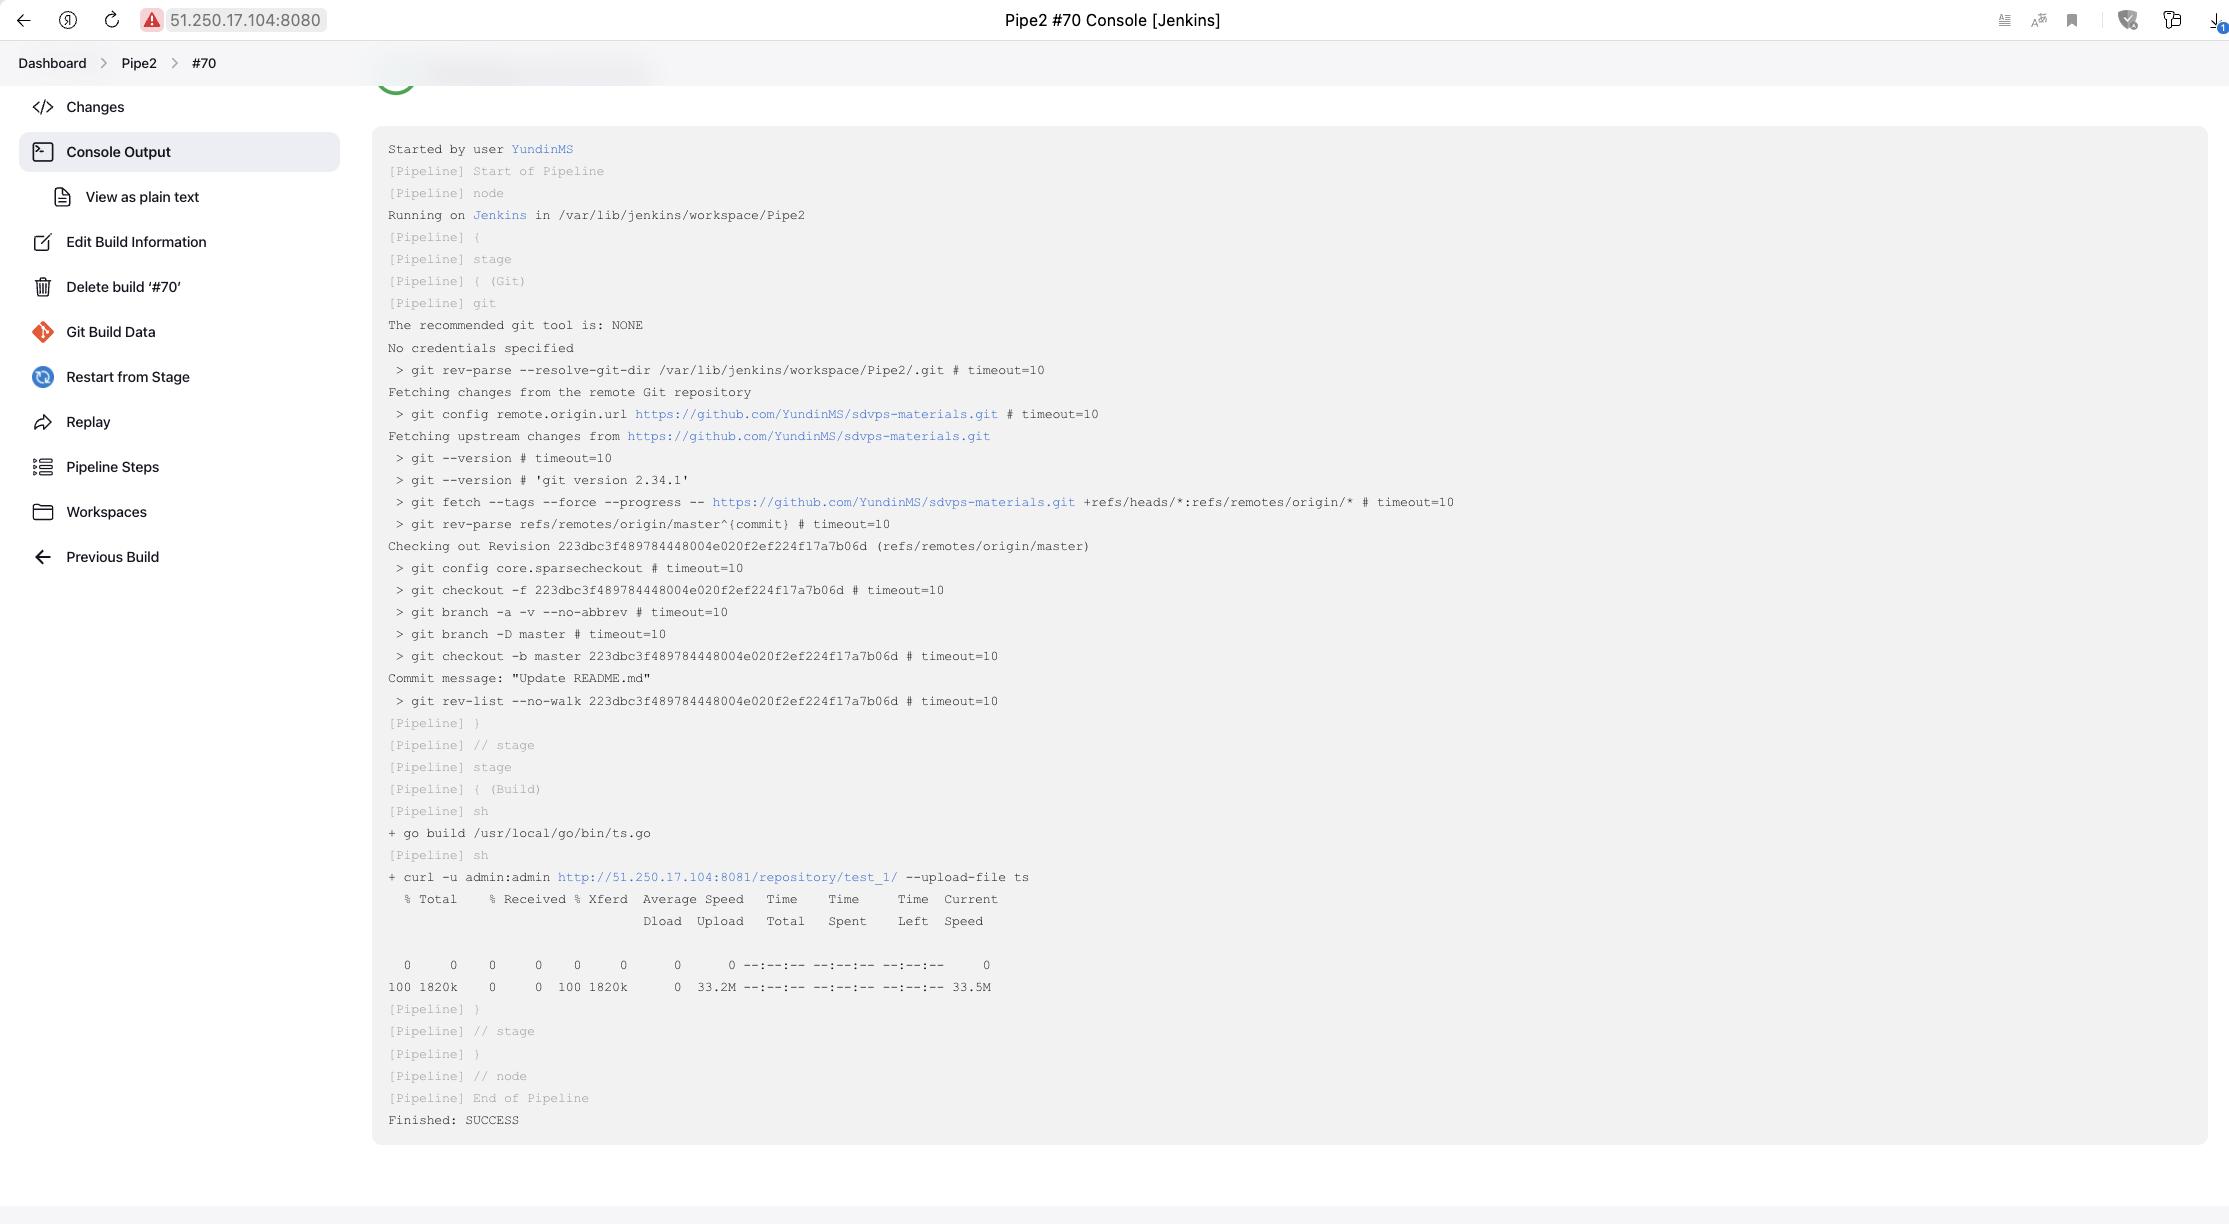 51.250.17.104:8080
Pipe2 #70 Console [Jenkins]
1
Dashboard
Pipe2
#70
Changes
Console Output
View as plain text
Edit Build Information
Delete build ‘#70’
Git Build Data
Restart from Stage
Replay
Pipeline Steps
Workspaces
Previous Build
Started by user YundinMS
[Pipeline] Start of Pipeline
[Pipeline] node
Running on Jenkins in /var/lib/jenkins/workspace/Pipe2
[Pipeline] {
[Pipeline] stage
[Pipeline] { (Git)
[Pipeline] git
The recommended git tool is: NONE
No credentials specified
> git rev-parse --resolve-git-dir /var/lib/jenkins/workspace/Pipe2/.git # timeout=10
Fetching changes from the remote Git repository
> git config remote.origin.url https://github.com/YundinMS/sdvps-materials.git # timeout=10
Fetching upstream changes from https://github.com/YundinMS/sdvps-materials.git
> git --version # timeout=10
> git --version # 'git version 2.34.1'
> git fetch --tags --force --progress -- https://github.com/YundinMS/sdvps-materials.git +refs/heads/*:refs/remotes/origin/* # timeout=10
> git rev-parse refs/remotes/origin/master^{commit} # timeout=10
Checking out Revision 223dbc3f489784448004e020f2ef224f17a7b06d (refs/remotes/origin/master)
> git config core.sparsecheckout # timeout=10
> git checkout -f 223dbc3f489784448004e020f2ef224f17a7b06d # timeout=10
> git branch -a -v --no-abbrev # timeout=10
> git branch -D master # timeout=10
> git checkout -b master 223dbc3f489784448004e020f2ef224f17a7b06d # timeout=10
Commit message: "Update README.md"
> git rev-list --no-walk 223dbc3f489784448004e020f2ef224f17a7b06d # timeout=10
[Pipeline] }
[Pipeline] // stage
[Pipeline] stage
[Pipeline] { (Build)
[Pipeline] sh
+ go build /usr/local/go/bin/ts.go
[Pipeline] sh
+ curl -u admin:admin http://51.250.17.104:8081/repository/test_1/ --upload-file ts
% Total % Received % Xferd Average Speed Time Time Time Current
Dload Upload Total Spent Left Speed
0 0 0 0 0 0 0 0 --:--:-- --:--:-- --:--:-- 0
100 1820k 0 0 100 1820k 0 33.2M --:--:-- --:--:-- --:--:-- 33.5M
[Pipeline] }
[Pipeline] // stage
[Pipeline] }
[Pipeline] // node
[Pipeline] End of Pipeline
Finished: SUCCESS